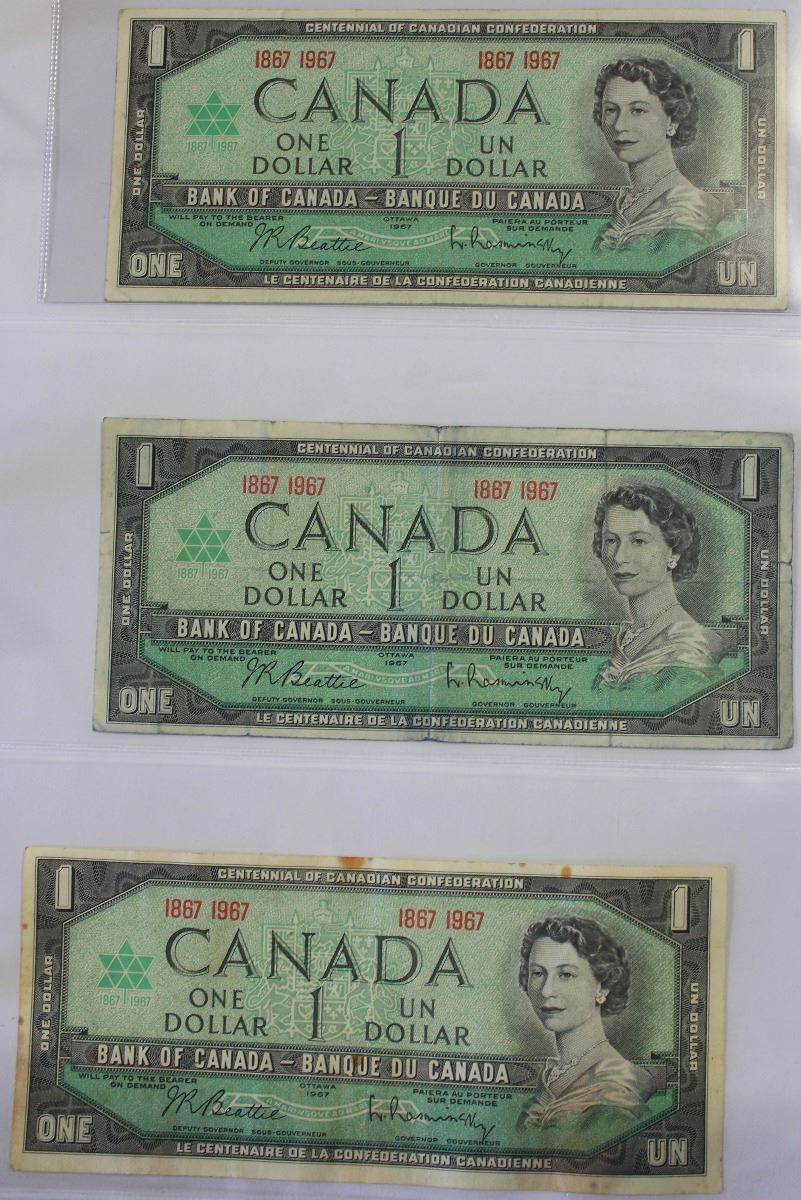 CENTENNIAL OF CANADIAN CONFEDERATION
1 1867 1967 1867 1967 1
CANADA
1867 1967
ONE DOLLAR 1 UN DOLLAR
ONE DOLLAR
UN DOLLAR
BANK OF CANADA – BANQUE DU CANADA
WILL PAY TO THE BEARER ON DEMAND
OTTAWA 1967
PAIERA AU PORTEUR SUR DEMANDE
J.R. Beattie L. Rasminsky
DEPUTY GOVERNOR SOUS-GOUVERNEUR GOVERNOR GOUVERNEUR
ONE UN
LE CENTENAIRE DE LA CONFÉDÉRATION CANADIENNE
CENTENNIAL OF CANADIAN CONFEDERATION
1 1867 1967 1867 1967 1
CANADA
1867 1967
ONE DOLLAR 1 UN DOLLAR
ONE DOLLAR
UN DOLLAR
BANK OF CANADA – BANQUE DU CANADA
WILL PAY TO THE BEARER ON DEMAND
OTTAWA 1967
PAIERA AU PORTEUR SUR DEMANDE
J.R. Beattie L. Rasminsky
DEPUTY GOVERNOR SOUS-GOUVERNEUR GOVERNOR GOUVERNEUR
ONE UN
LE CENTENAIRE DE LA CONFÉDÉRATION CANADIENNE
CENTENNIAL OF CANADIAN CONFEDERATION
1 1867 1967 1867 1967 1
CANADA
1867 1967
ONE DOLLAR 1 UN DOLLAR
ONE DOLLAR
UN DOLLAR
BANK OF CANADA – BANQUE DU CANADA
WILL PAY TO THE BEARER ON DEMAND
OTTAWA 1967
PAIERA AU PORTEUR SUR DEMANDE
J.R. Beattie L. Rasminsky
DEPUTY GOVERNOR SOUS-GOUVERNEUR GOVERNOR GOUVERNEUR
ONE UN
LE CENTENAIRE DE LA CONFÉDÉRATION CANADIENNE